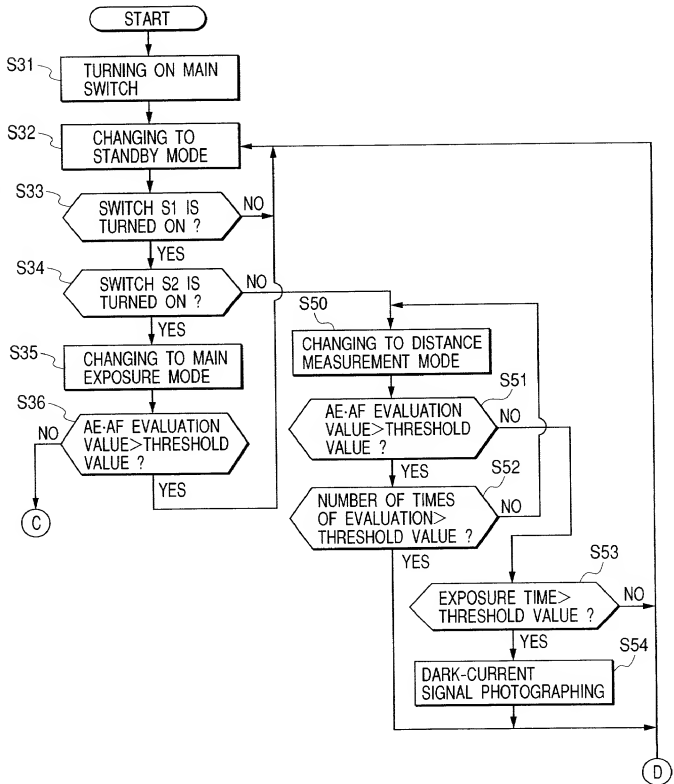 START
S31
TURNING ON MAIN
SWITCH
S32
CHANGING TO
STANDBY MODE
S33
SWITCH S1 IS
TURNED ON ?
NO
YES
S34
SWITCH S2 IS
TURNED ON ?
NO
YES
S35
CHANGING TO MAIN
EXPOSURE MODE
S36
AE·AF EVALUATION
VALUE>THRESHOLD
VALUE ?
NO
YES
C
S50
CHANGING TO DISTANCE
MEASUREMENT MODE
S51
AE·AF EVALUATION
VALUE>THRESHOLD
VALUE ?
NO
YES
S52
NUMBER OF TIMES
OF EVALUATION>
THRESHOLD VALUE ?
NO
YES
S53
EXPOSURE TIME>
THRESHOLD VALUE ?
NO
YES
S54
DARK-CURRENT
SIGNAL PHOTOGRAPHING
D